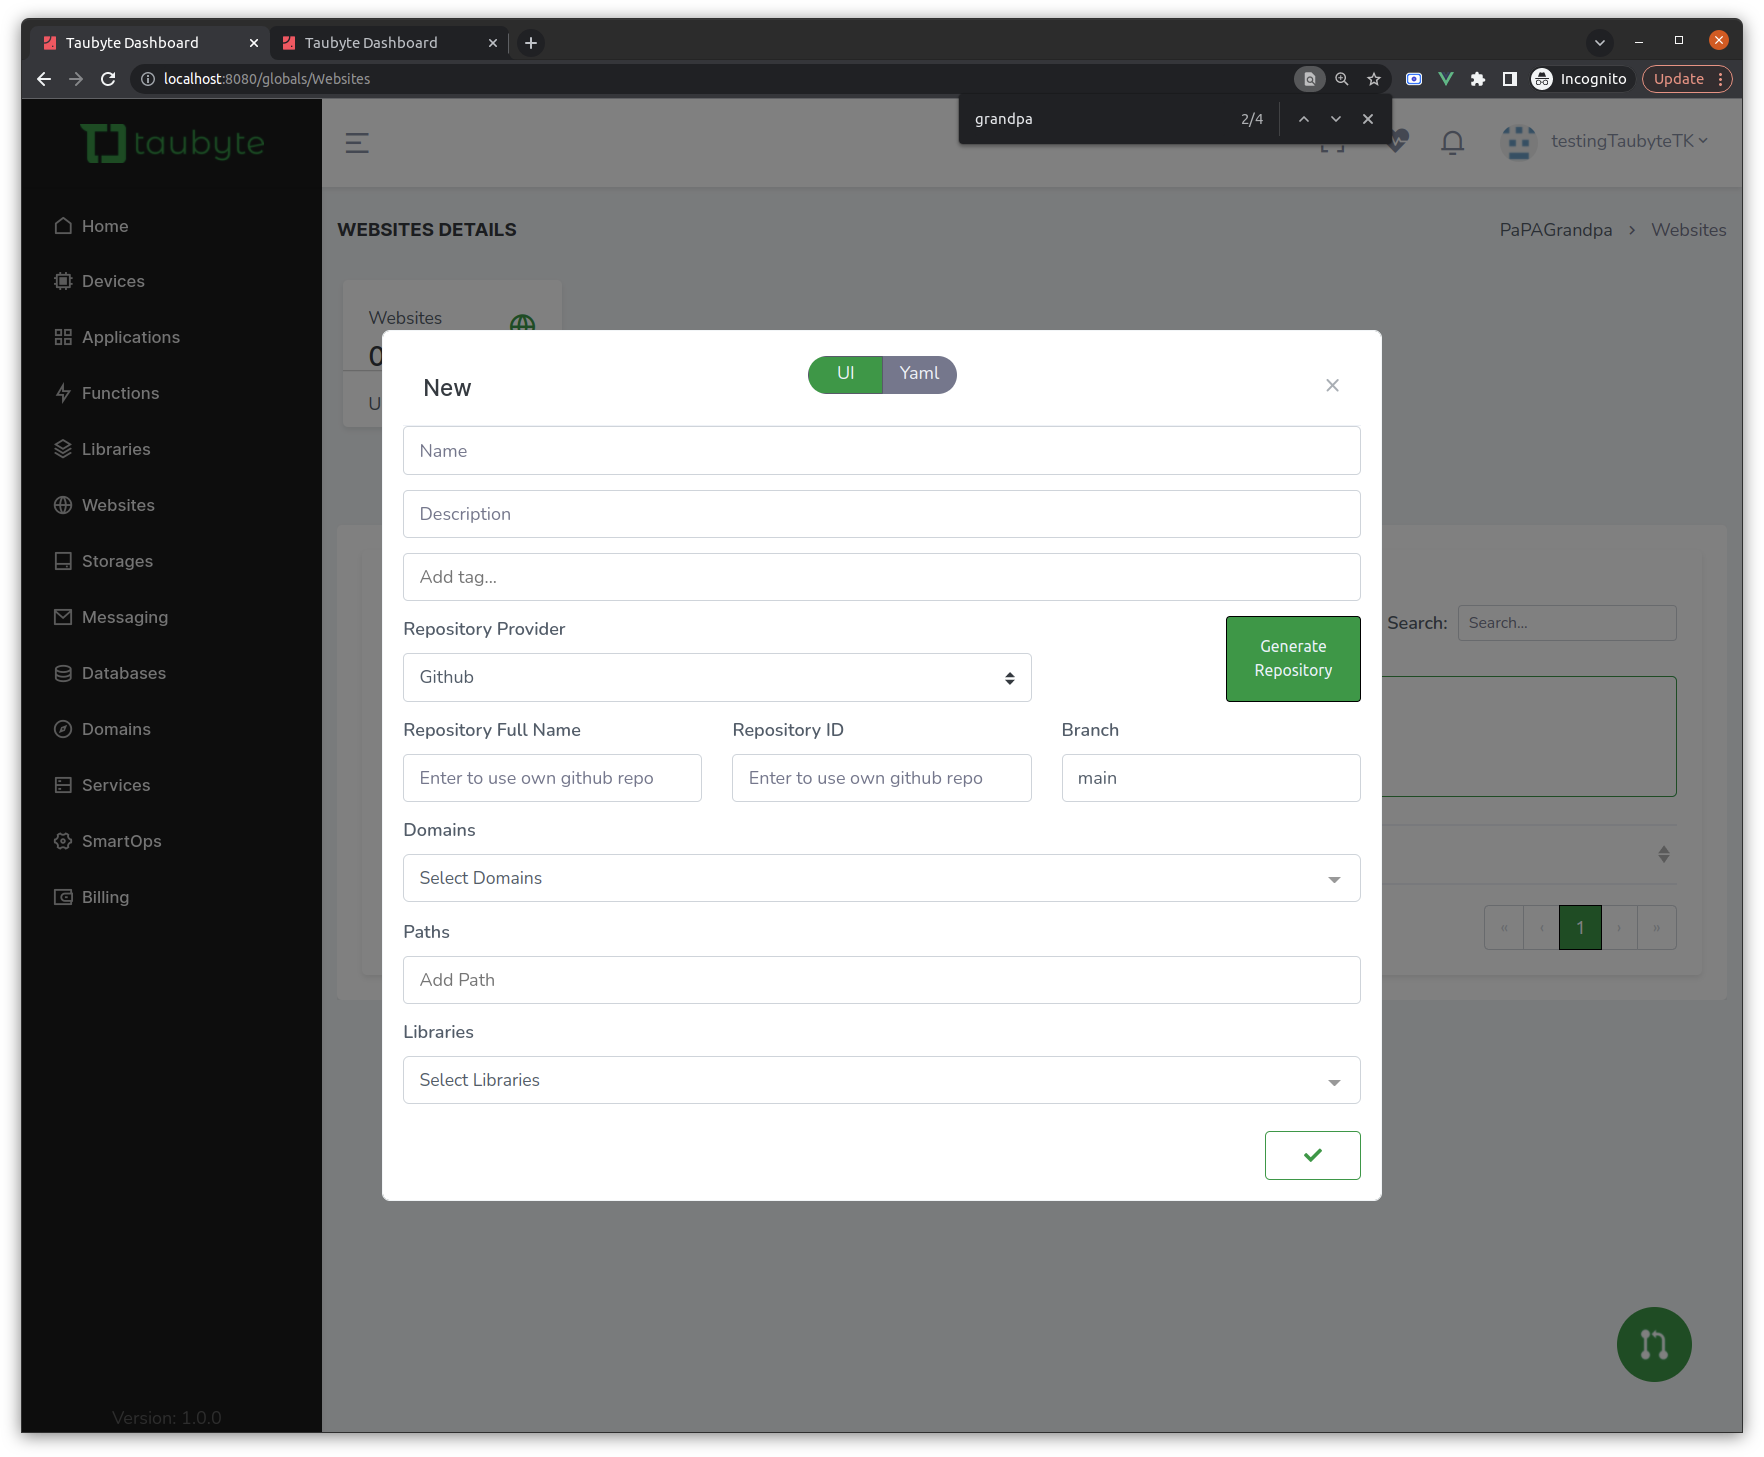 Taubyte Dashboard
Taubyte Dashboard
localhost:8080/globals/Websites
Incognito
Update
grandpa
2/4
taubyte
testingTaubyteTK
Home
Devices
Applications
Functions
Libraries
Websites
Storages
Messaging
Databases
Domains
Services
SmartOps
Billing
Version: 1.0.0
WEBSITES DETAILS
PaPAGrandpa > Websites
Websites
0
U
New
UI
Yaml
Name
Description
Add tag...
Repository Provider
Github
Generate
Repository
Repository Full Name
Repository ID
Branch
Enter to use own github repo
Enter to use own github repo
main
Domains
Select Domains
Paths
Add Path
Libraries
Select Libraries
Search:
Search...
« ‹ 1 › »